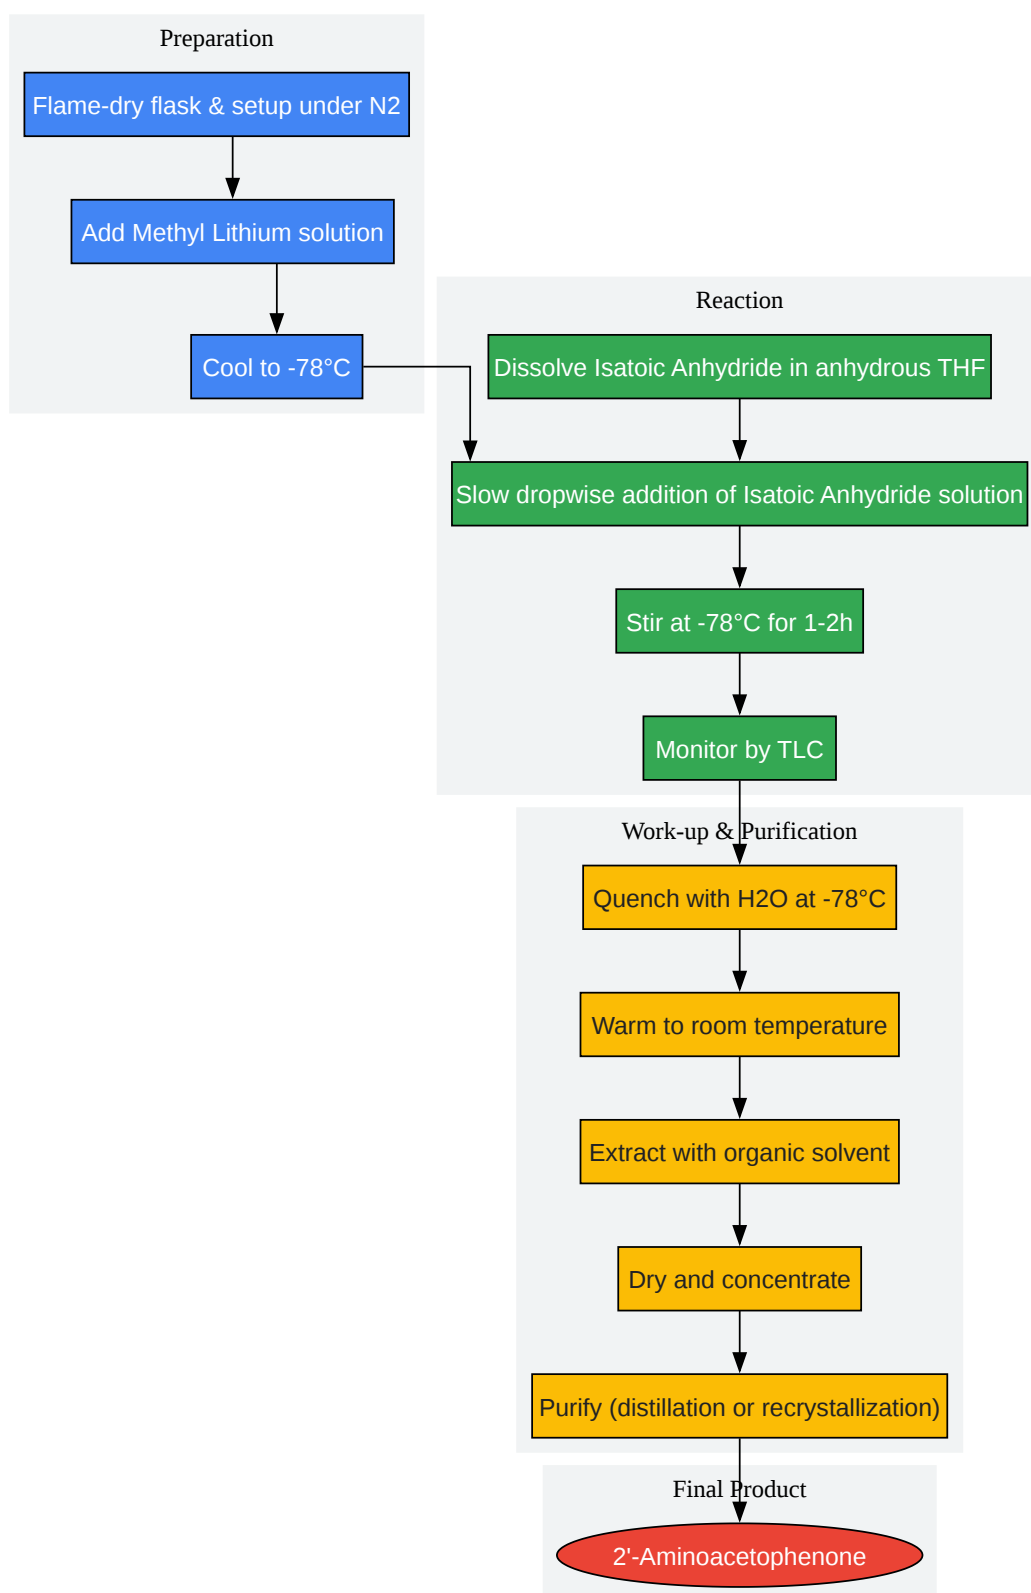 Preparation
Flame-dry flask & setup under N2
Add Methyl Lithium solution
Cool to -78°C
Reaction
Dissolve Isatoic Anhydride in anhydrous THF
Slow dropwise addition of Isatoic Anhydride solution
Stir at -78°C for 1-2h
Monitor by TLC
Work-up & Purification
Quench with H2O at -78°C
Warm to room temperature
Extract with organic solvent
Dry and concentrate
Purify (distillation or recrystallization)
Final Product
2'-Aminoacetophenone